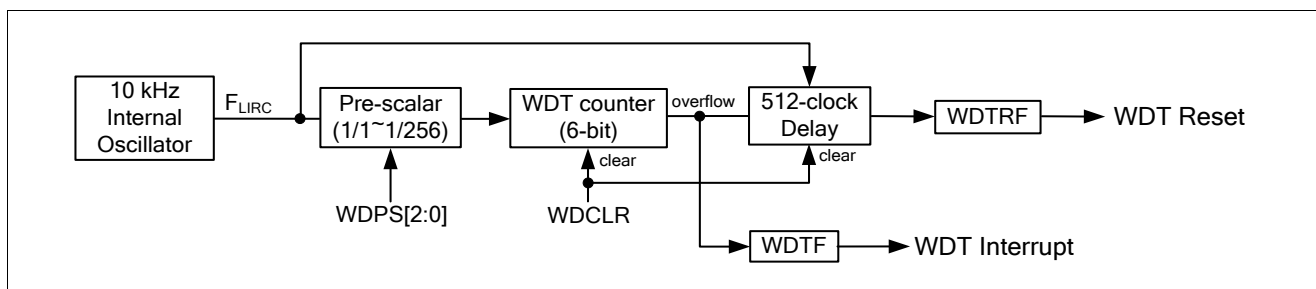 10 kHz
Internal
Oscillator
FLIRC
Pre-scalar
(1/1~1/256)
WDPS[2:0]
WDT counter
(6-bit)
clear
WDCLR
overflow
512-clock
Delay
clear
WDTRF
WDT Reset
WDTF
WDT Interrupt